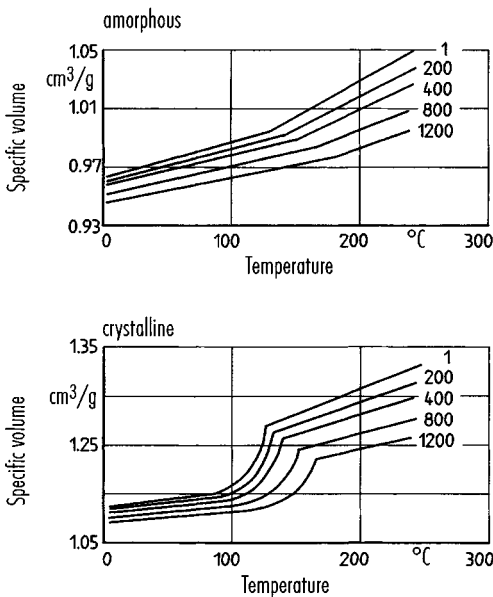 amorphous
Specific volume
cm³/g
1.05
1.01
0.97
0.93
1
200
400
800
1200
0 100 200 °C 300
Temperature
crystalline
Specific volume
cm³/g
1.35
1.25
1.05
1
200
400
800
1200
0 100 200 °C 300
Temperature